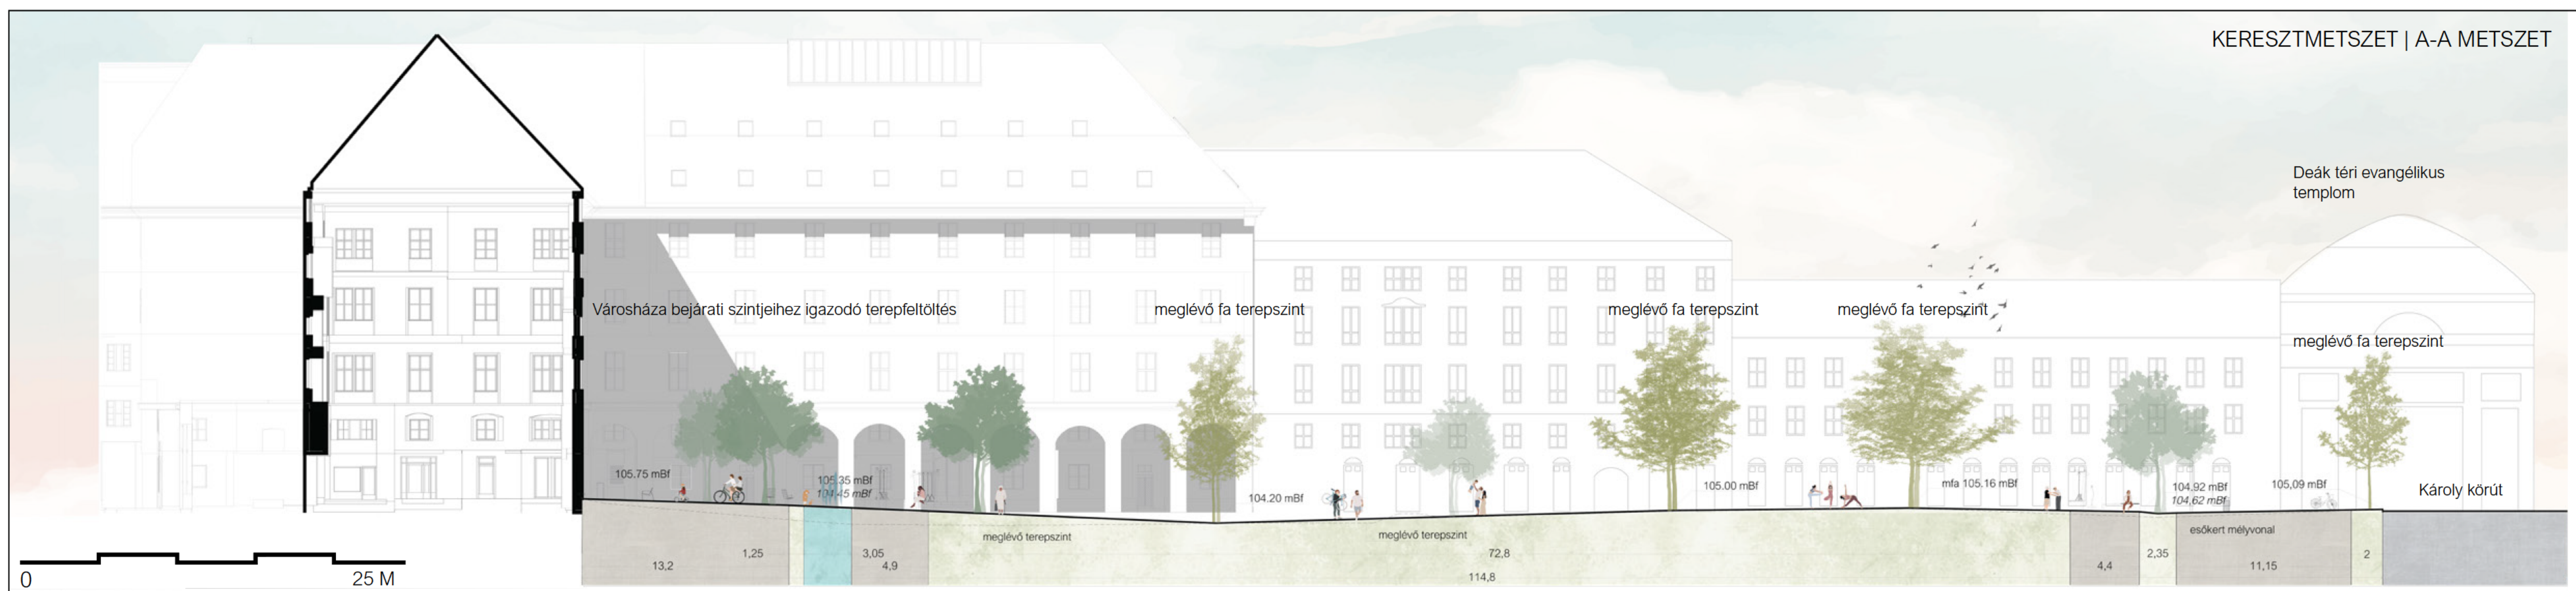 KERESZTMETSZET | A-A METSZET
Deák téri evangélikus
templom
Városháza bejárati szintjeihez igazodó terepfeltöltés
meglévő fa terepszint
meglévő fa terepszint
meglévő fa terepszint
meglévő fa terepszint
105.75 mBf
105.35 mBf
104.45 mBf
104.20 mBf
105.00 mBf
mfa 105.16 mBf
104,92 mBf
104,62 mBf
105,09 mBf
Károly körút
meglévő terepszint
meglévő terepszint
esőkert mélyvonal
1,25
3,05
72,8
2,35
2
13,2
4,9
114,8
4,4
11,15
0
25 M